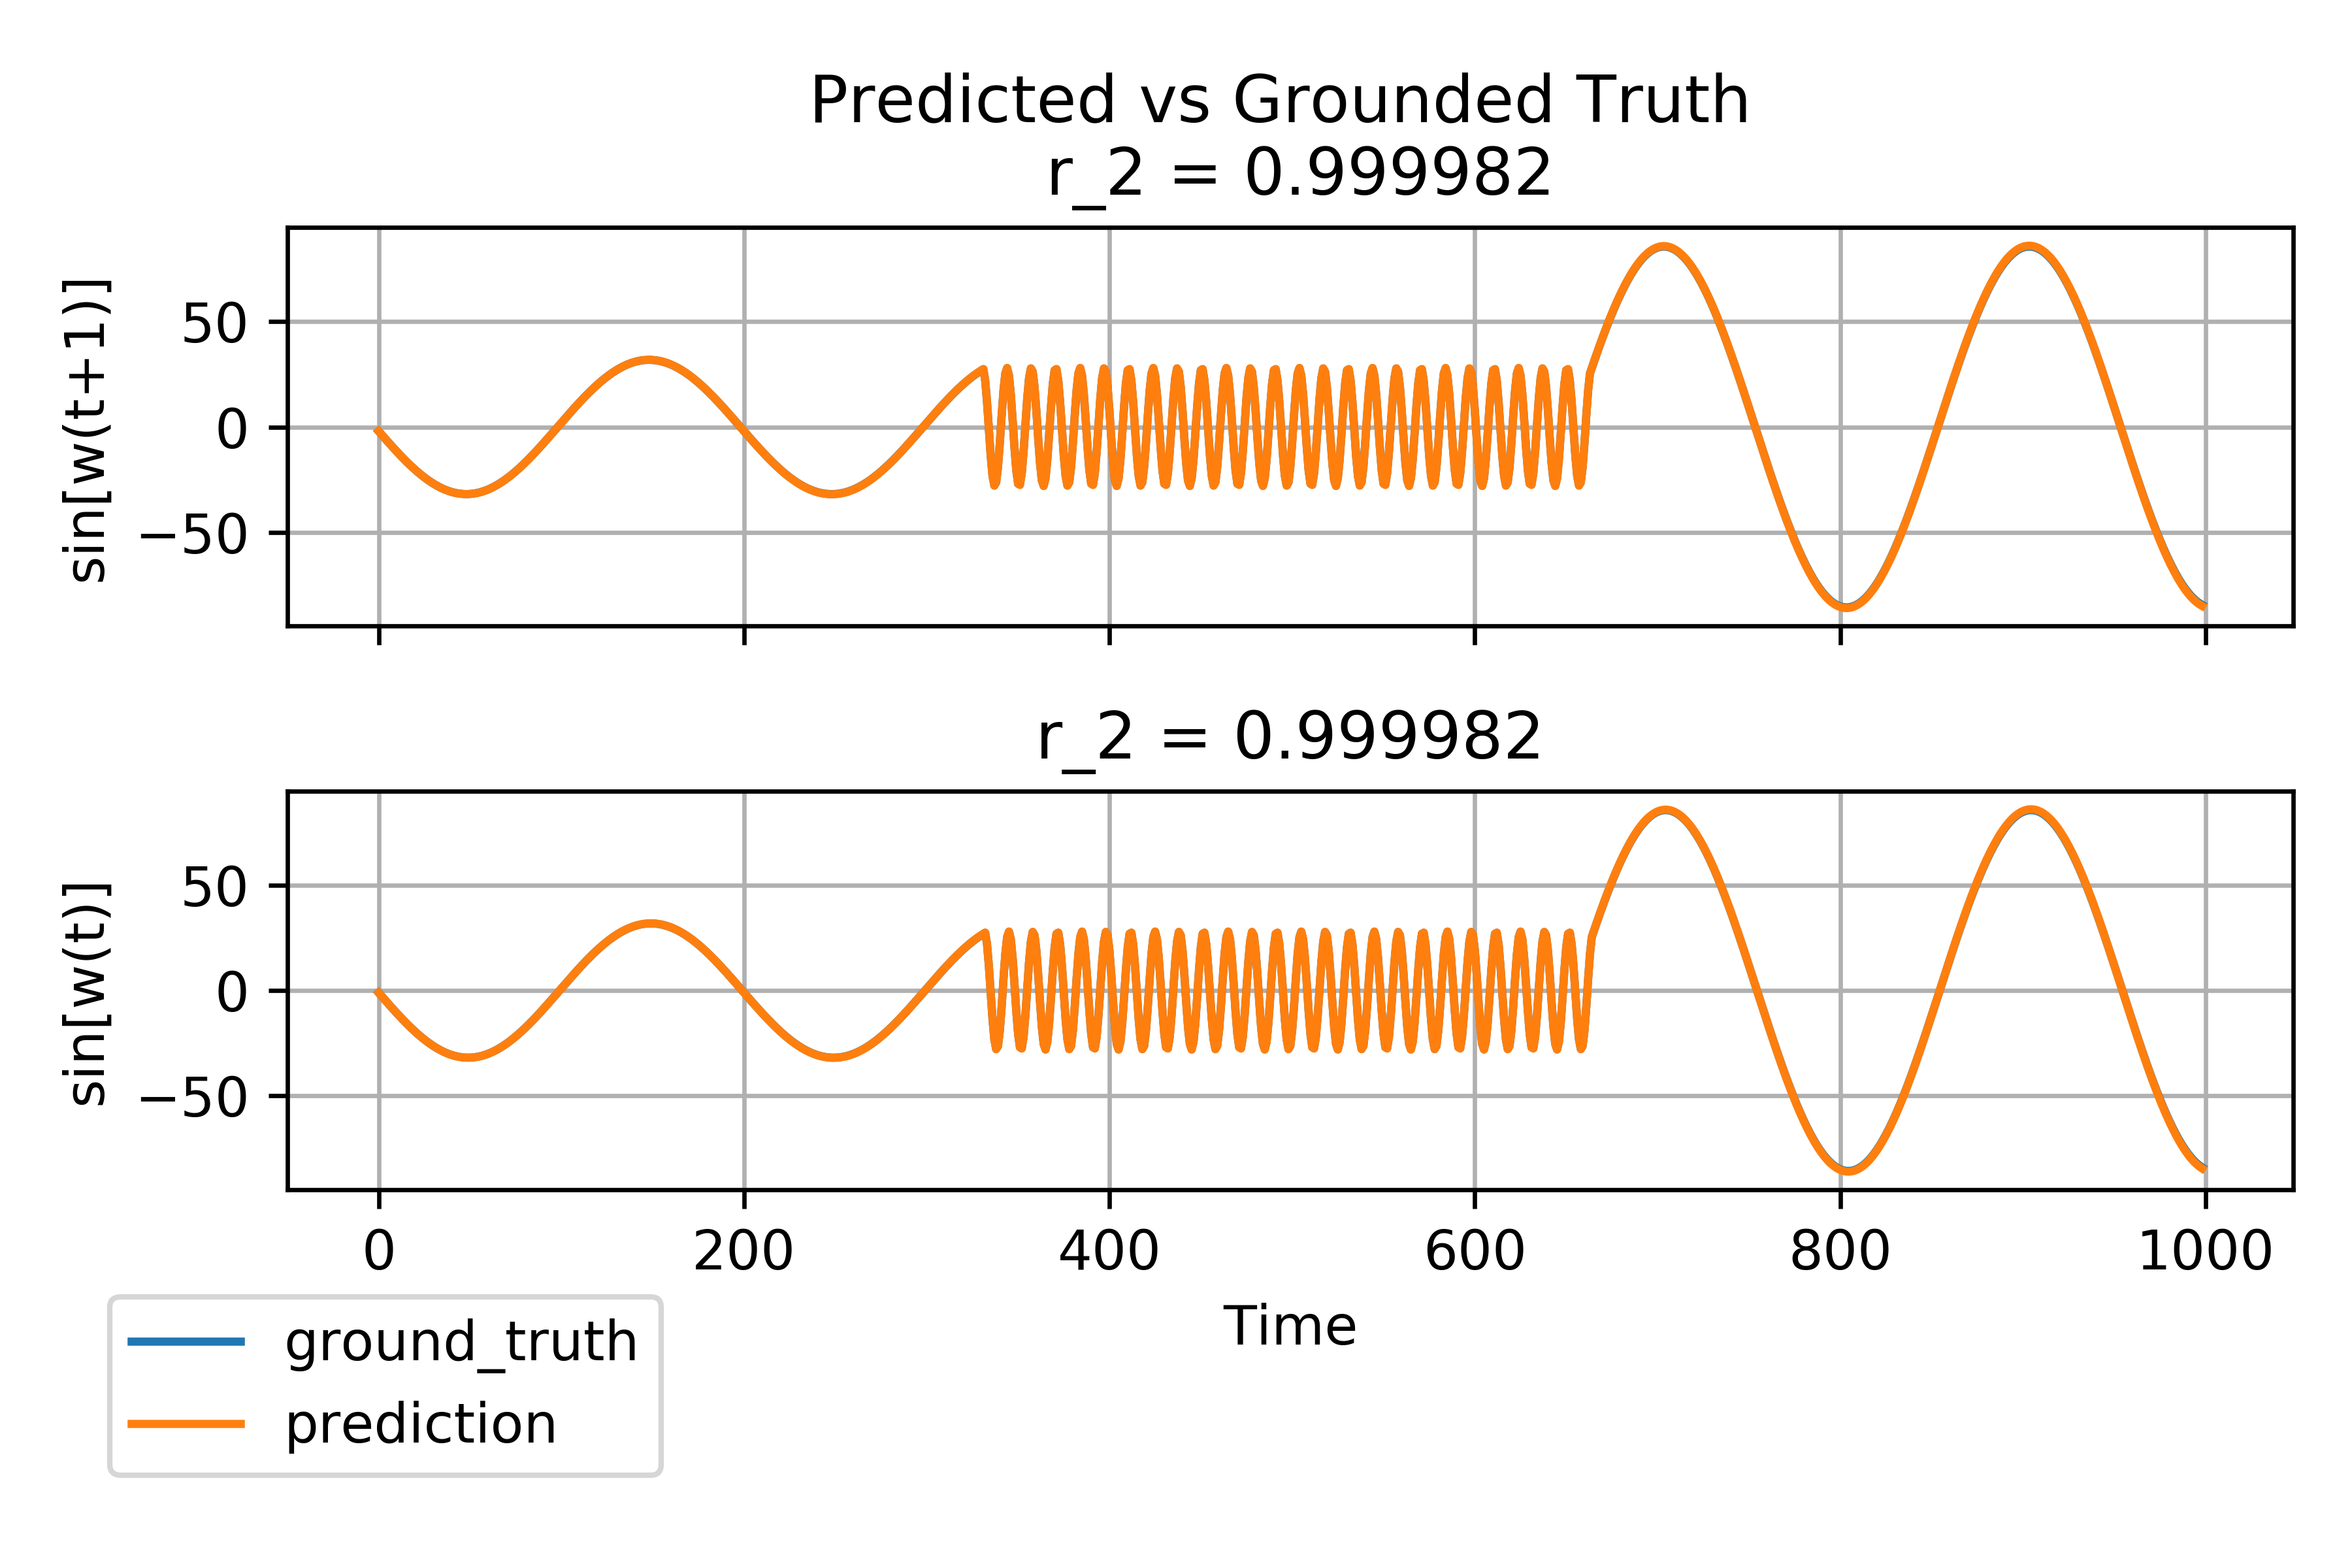 Predicted vs Grounded Truth
r_2 = 0.999982
sin[w(t+1)]
50
0
−50
r_2 = 0.999982
sin[w(t)]
50
0
−50
0 200 400 600 800 1000
Time
ground_truth
prediction